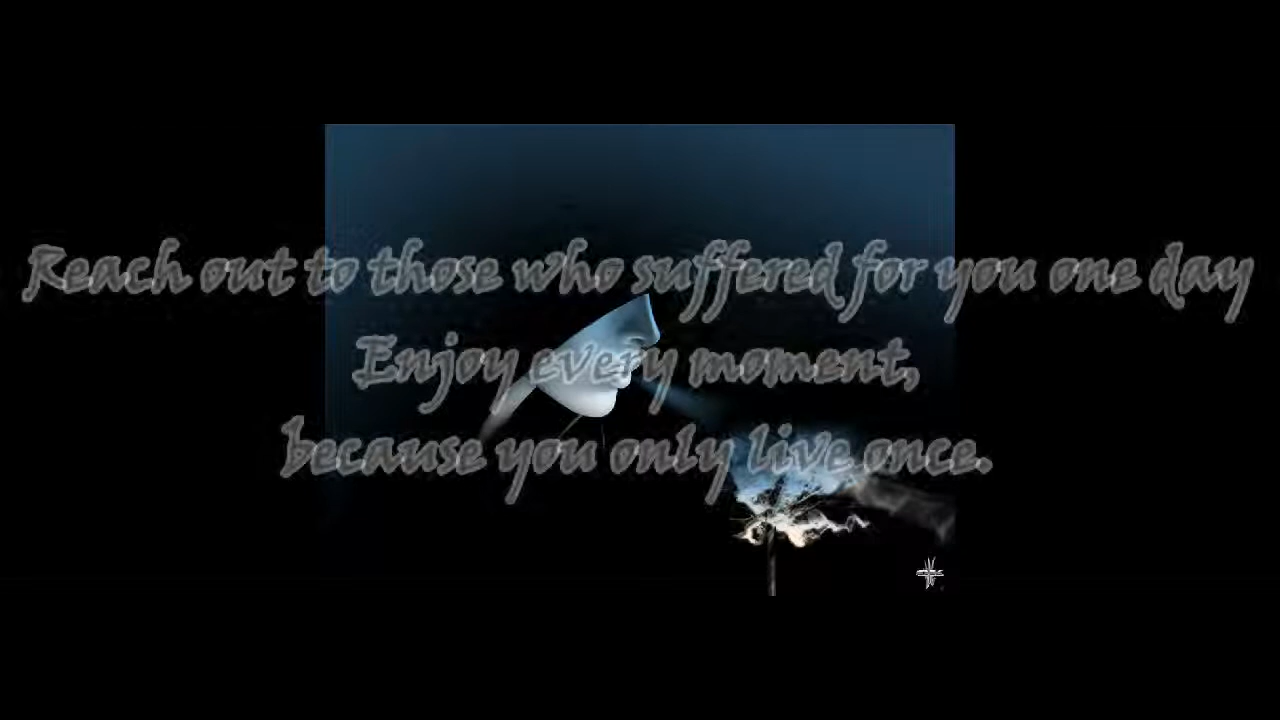 Reach out to those who suffered for you one day
Enjoy every moment,
because you only live once.